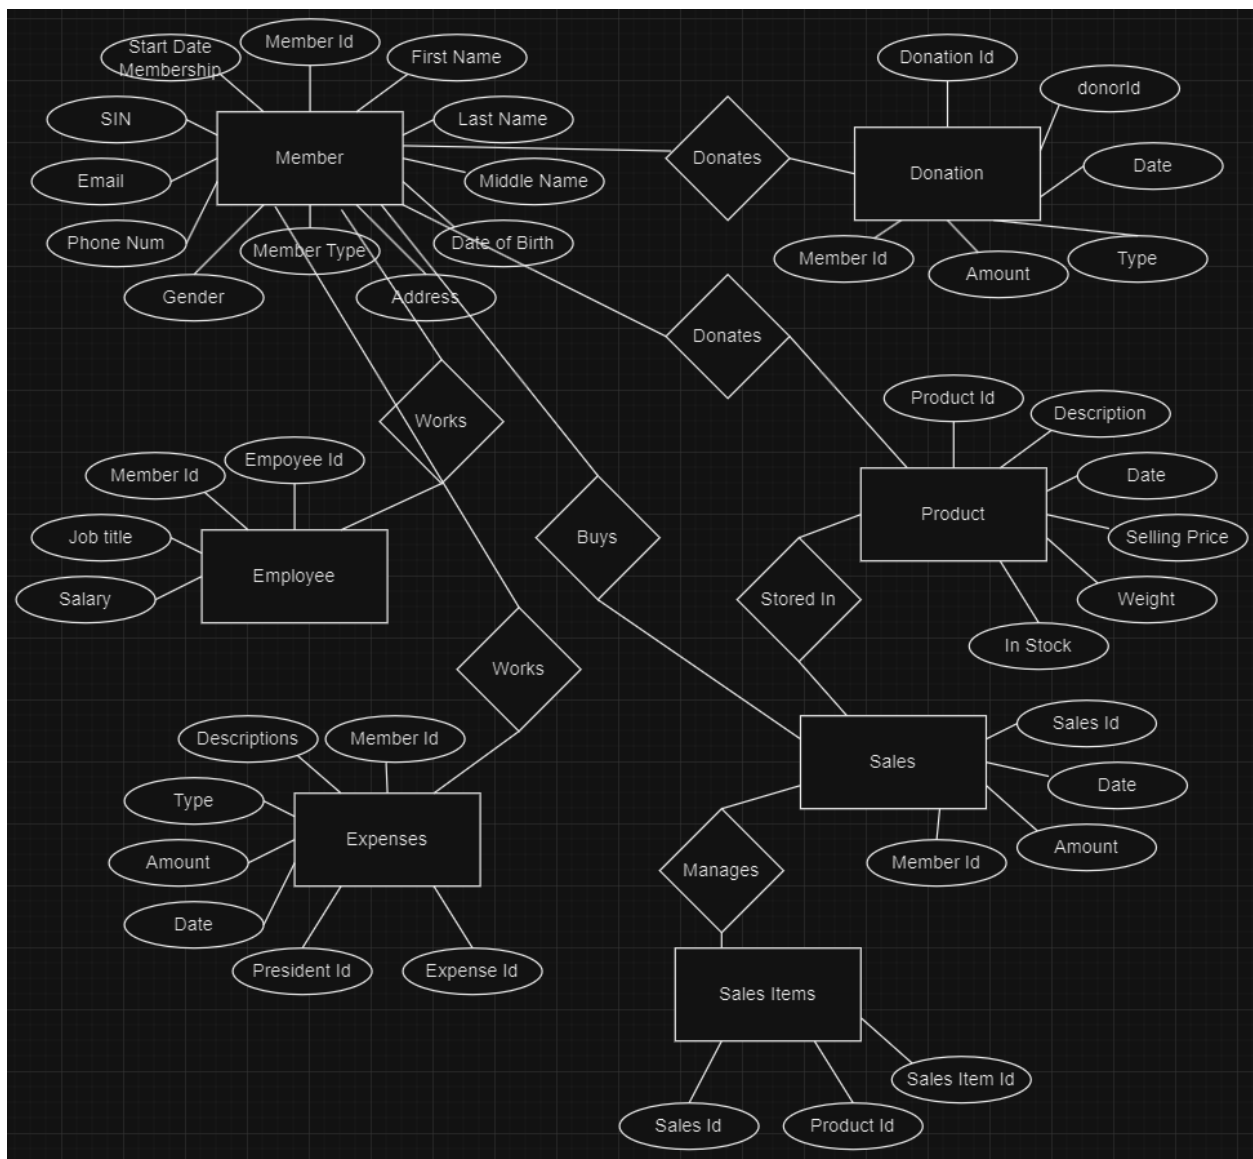 Start Date
Membership
Member Id
First Name
SIN
Last Name
Member
Email
Middle Name
Phone Num
Member Type
Date of Birth
Gender
Address
Donates
Donation Id
donorId
Donation
Date
Member Id
Amount
Type
Donates
Product Id
Description
Date
Product
Selling Price
Weight
In Stock
Works
Empoyee Id
Member Id
Job title
Employee
Salary
Buys
Stored In
Works
Descriptions
Member Id
Type
Expenses
Amount
Date
President Id
Expense Id
Sales Id
Sales
Date
Amount
Member Id
Manages
Sales Items
Sales Item Id
Sales Id
Product Id